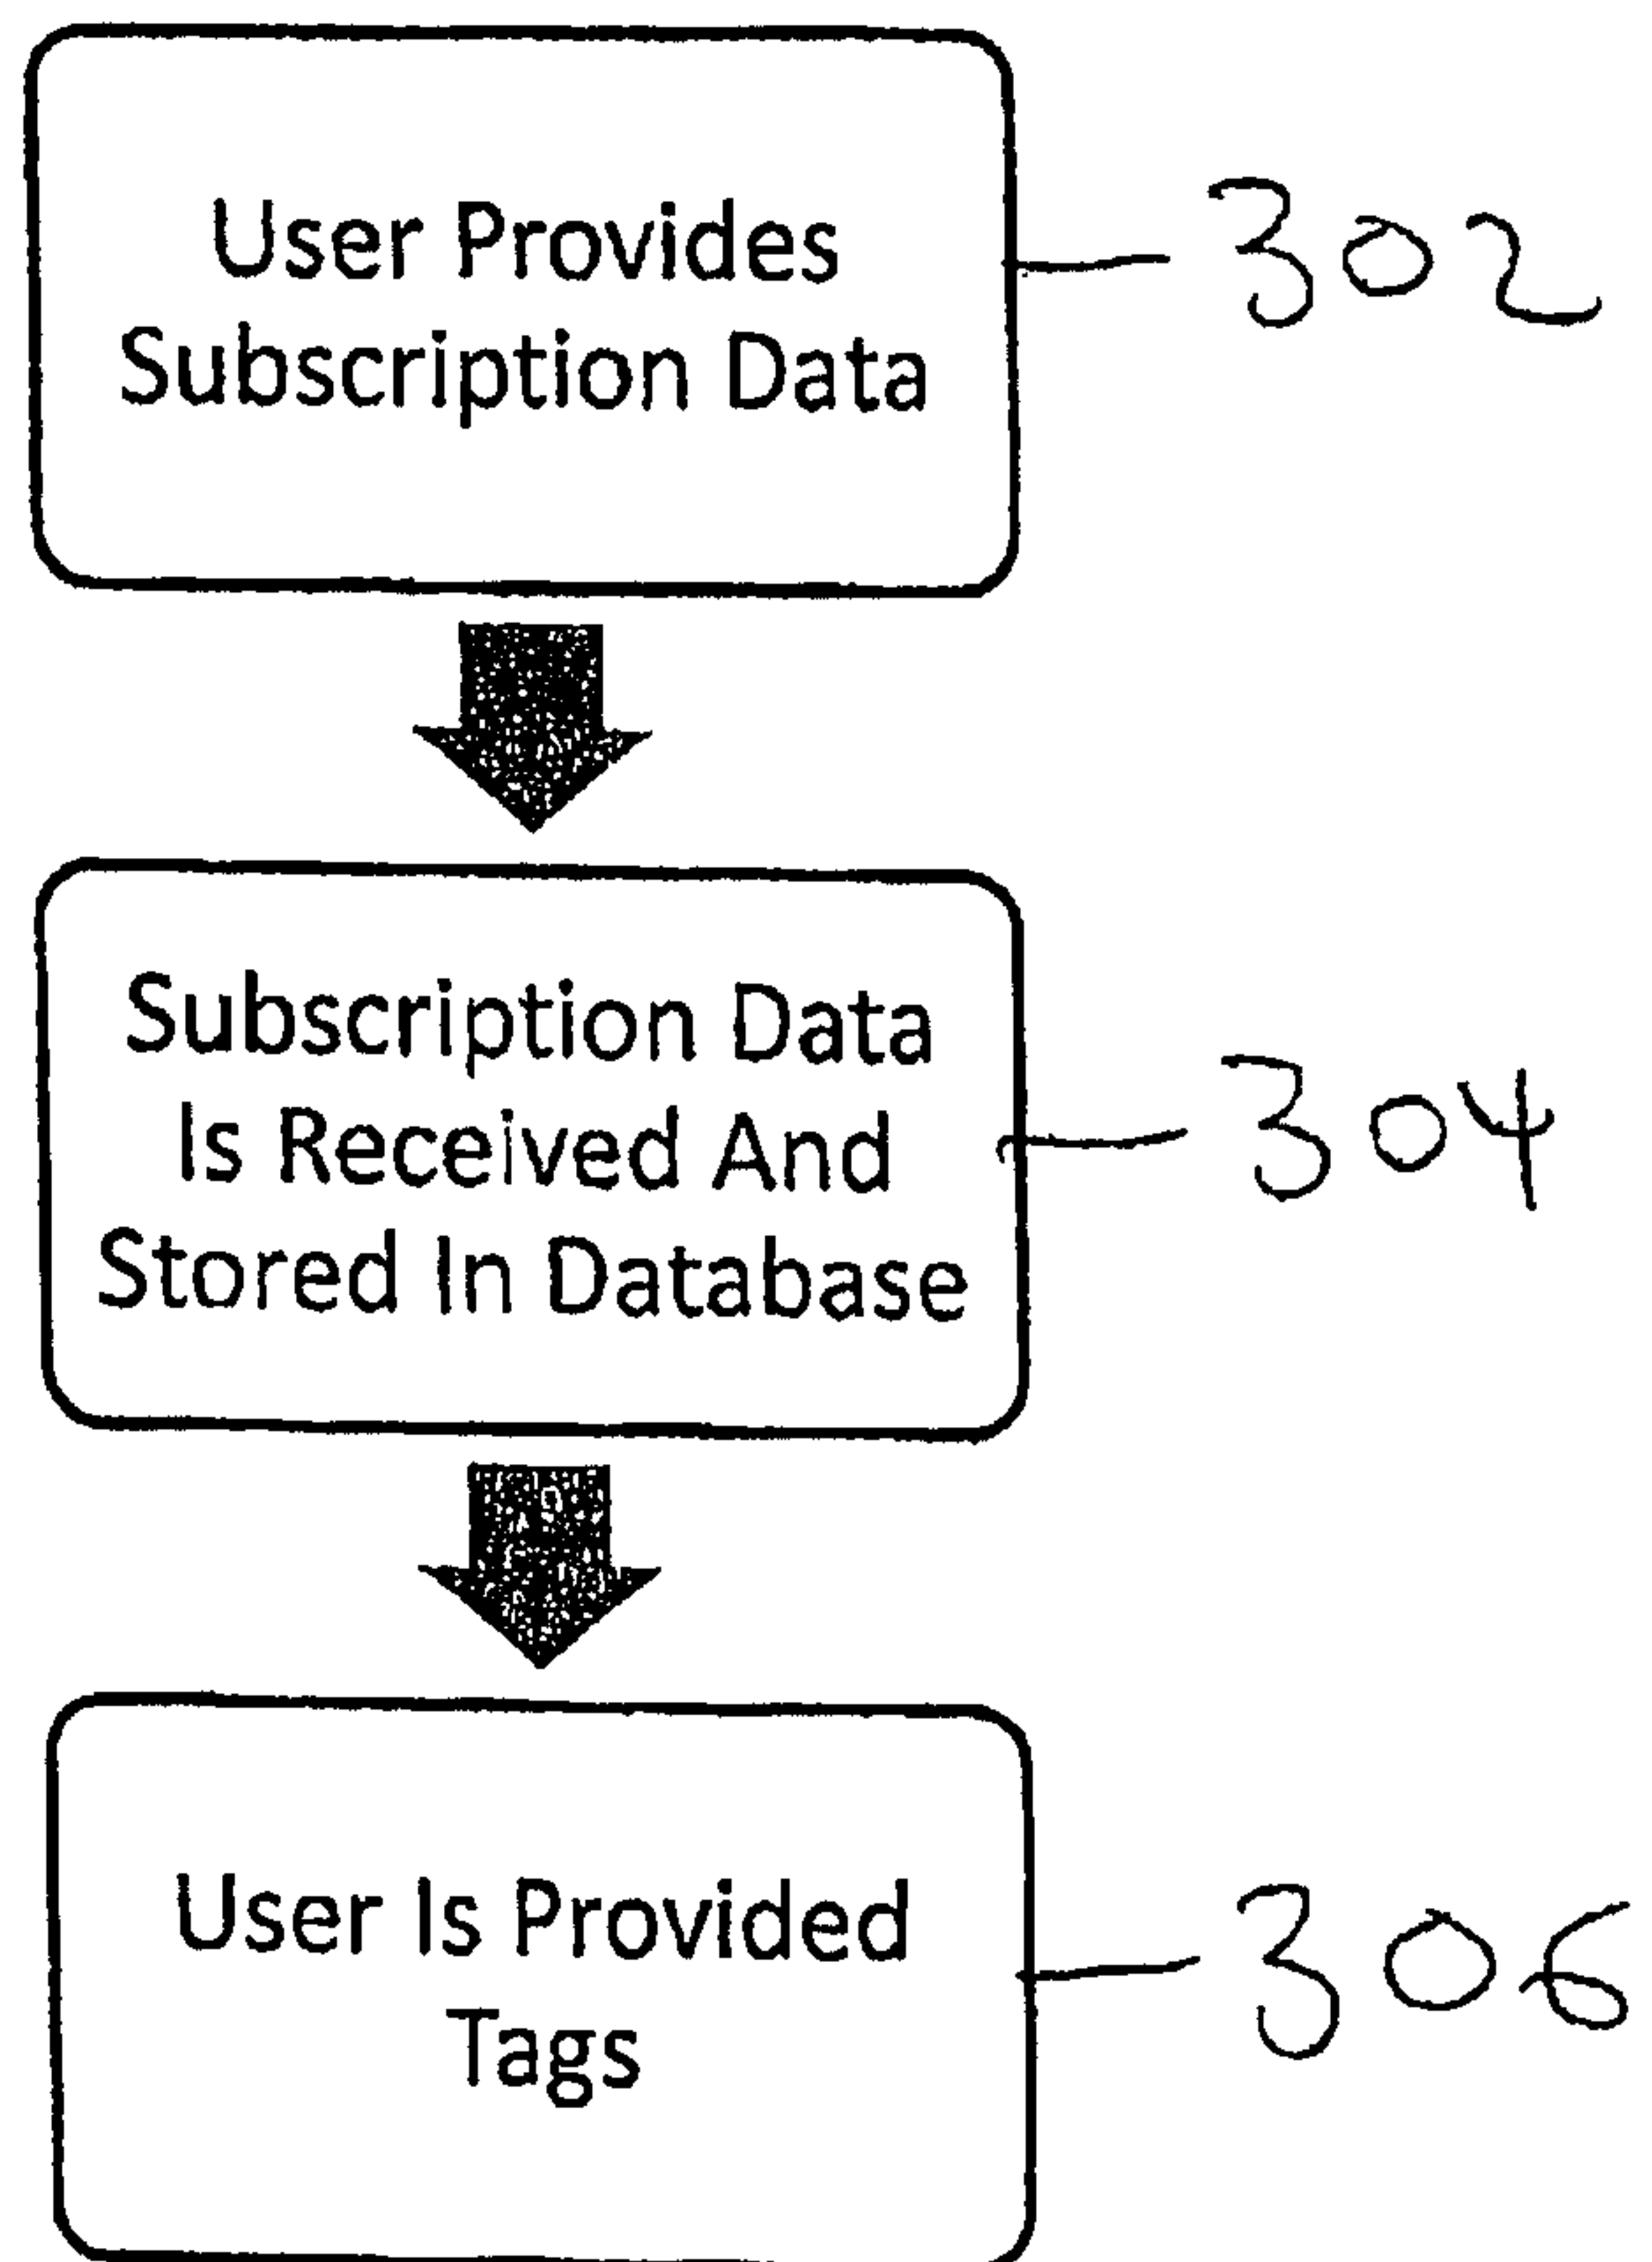 User Provides
Subscription Data
302
Subscription Data
Is Received And
Stored In Database
304
User Is Provided
Tags
306